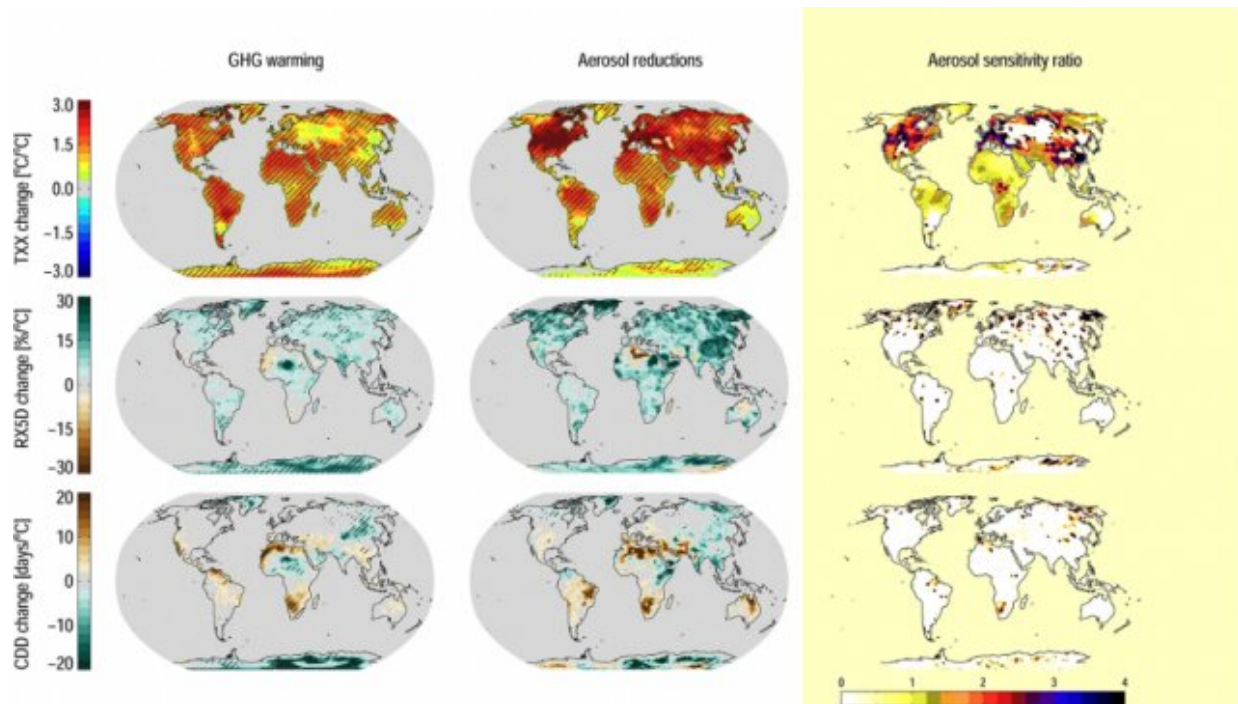 GHG warming
Aerosol reductions
Aerosol sensitivity ratio
TXX change [°C/°C]
3.0
1.5
0.0
−1.5
−3.0
RX5D change [%/°C]
30
15
0
−15
−30
CDD change [days/°C]
20
10
0
−10
−20
0 1 2 3 4